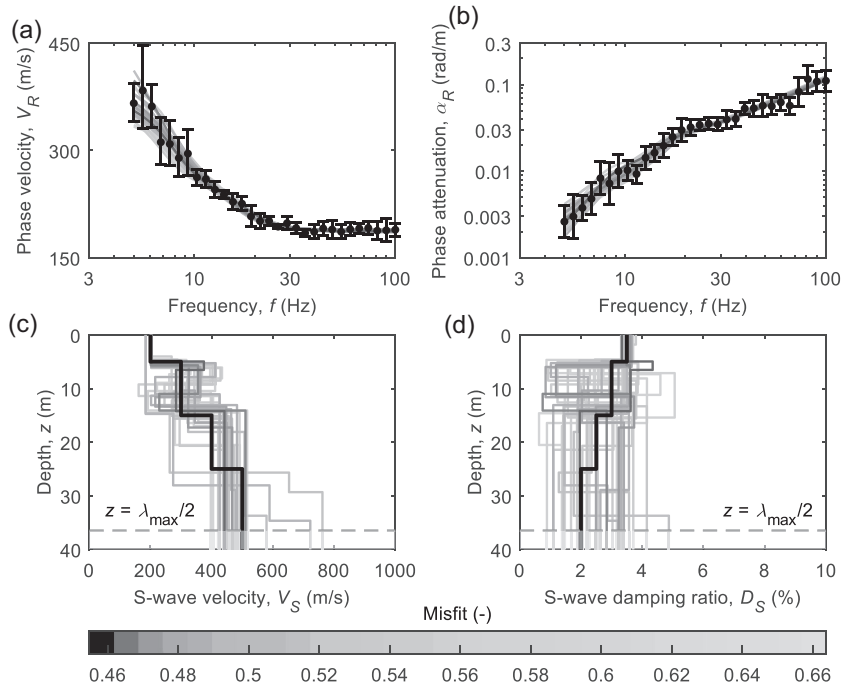 (a)
Phase velocity, V_R (m/s)
450
300
150
3 10 30 100
Frequency, f (Hz)
(b)
Phase attenuation, α_R (rad/m)
0.3
0.1
0.03
0.01
0.003
0.001
3 10 30 100
Frequency, f (Hz)
(c)
Depth, z (m)
0
10
20
30
40
z = λ_max/2
0 200 400 600 800 1000
S-wave velocity, V_S (m/s)
(d)
Depth, z (m)
0
10
20
30
40
z = λ_max/2
0 2 4 6 8 10
S-wave damping ratio, D_S (%)
Misfit (-)
0.46 0.48 0.5 0.52 0.54 0.56 0.58 0.6 0.62 0.64 0.66